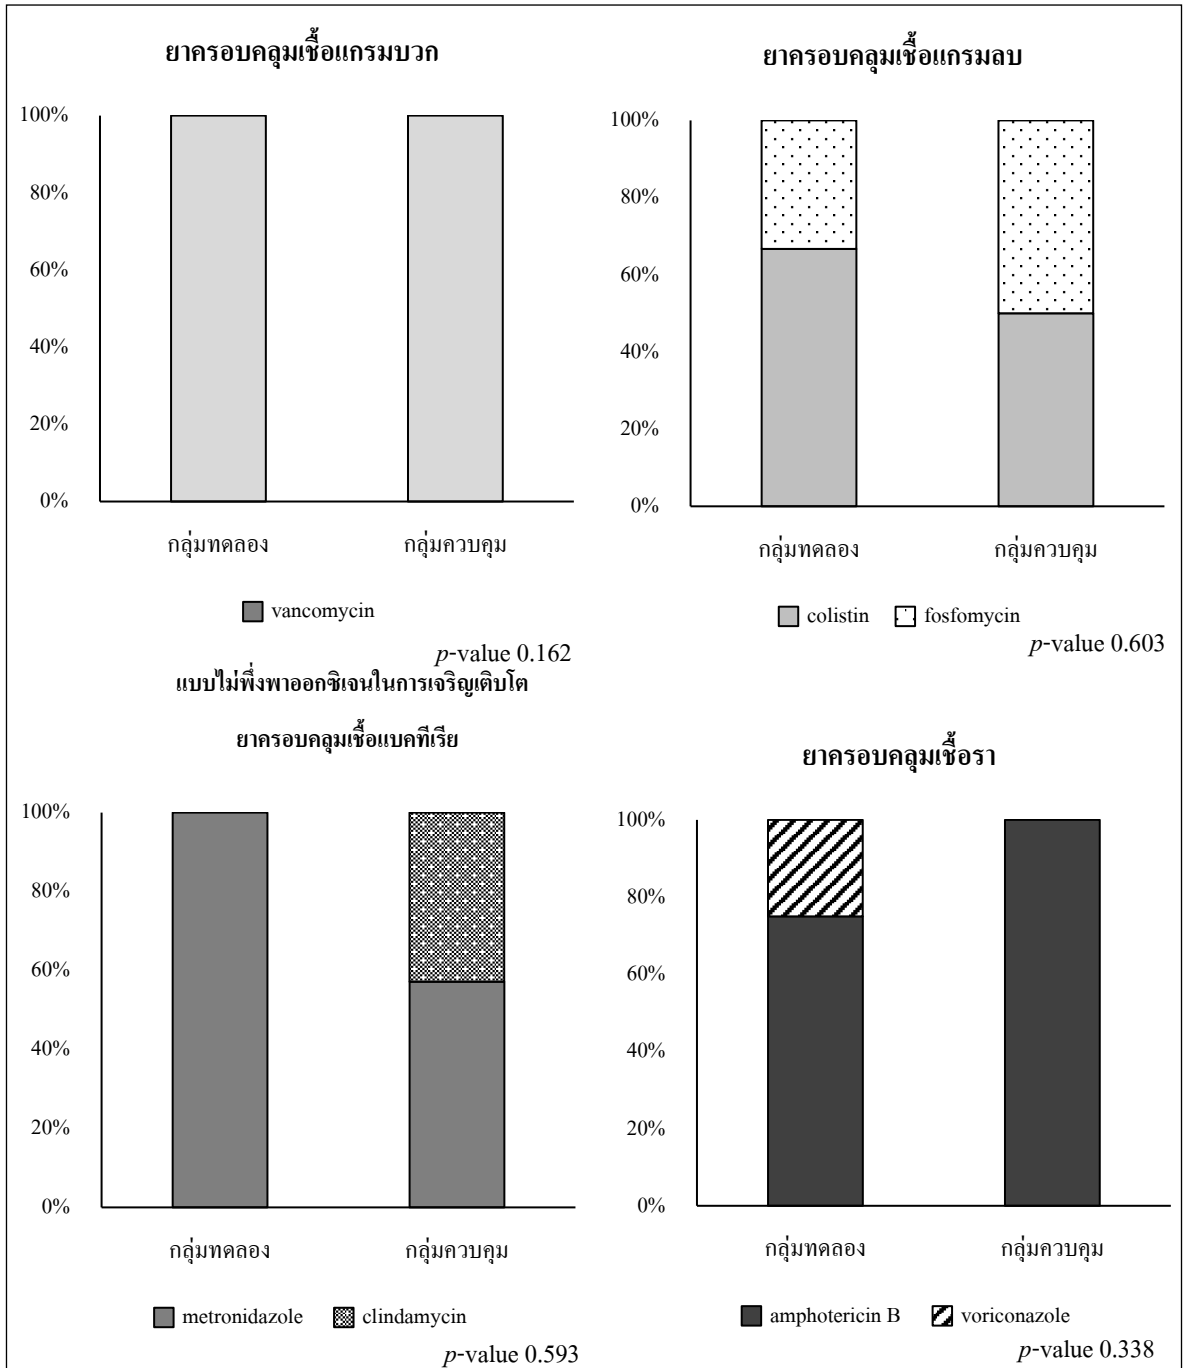 ยาครอบคลุมเชื้อแกรมบวก
100%
80%
60%
40%
20%
0%
กลุ่มทดลอง กลุ่มควบคุม
vancomycin
p-value 0.162
ยาครอบคลุมเชื้อแกรมลบ
100%
80%
60%
40%
20%
0%
กลุ่มทดลอง กลุ่มควบคุม
colistin fosfomycin
p-value 0.603
แบบไม่พึ่งพาออกซิเจนในการเจริญเติบโต
ยาครอบคลุมเชื้อแบคทีเรีย
100%
80%
60%
40%
20%
0%
กลุ่มทดลอง กลุ่มควบคุม
metronidazole clindamycin
p-value 0.593
ยาครอบคลุมเชื้อรา
100%
80%
60%
40%
20%
0%
กลุ่มทดลอง กลุ่มควบคุม
amphotericin B voriconazole
p-value 0.338